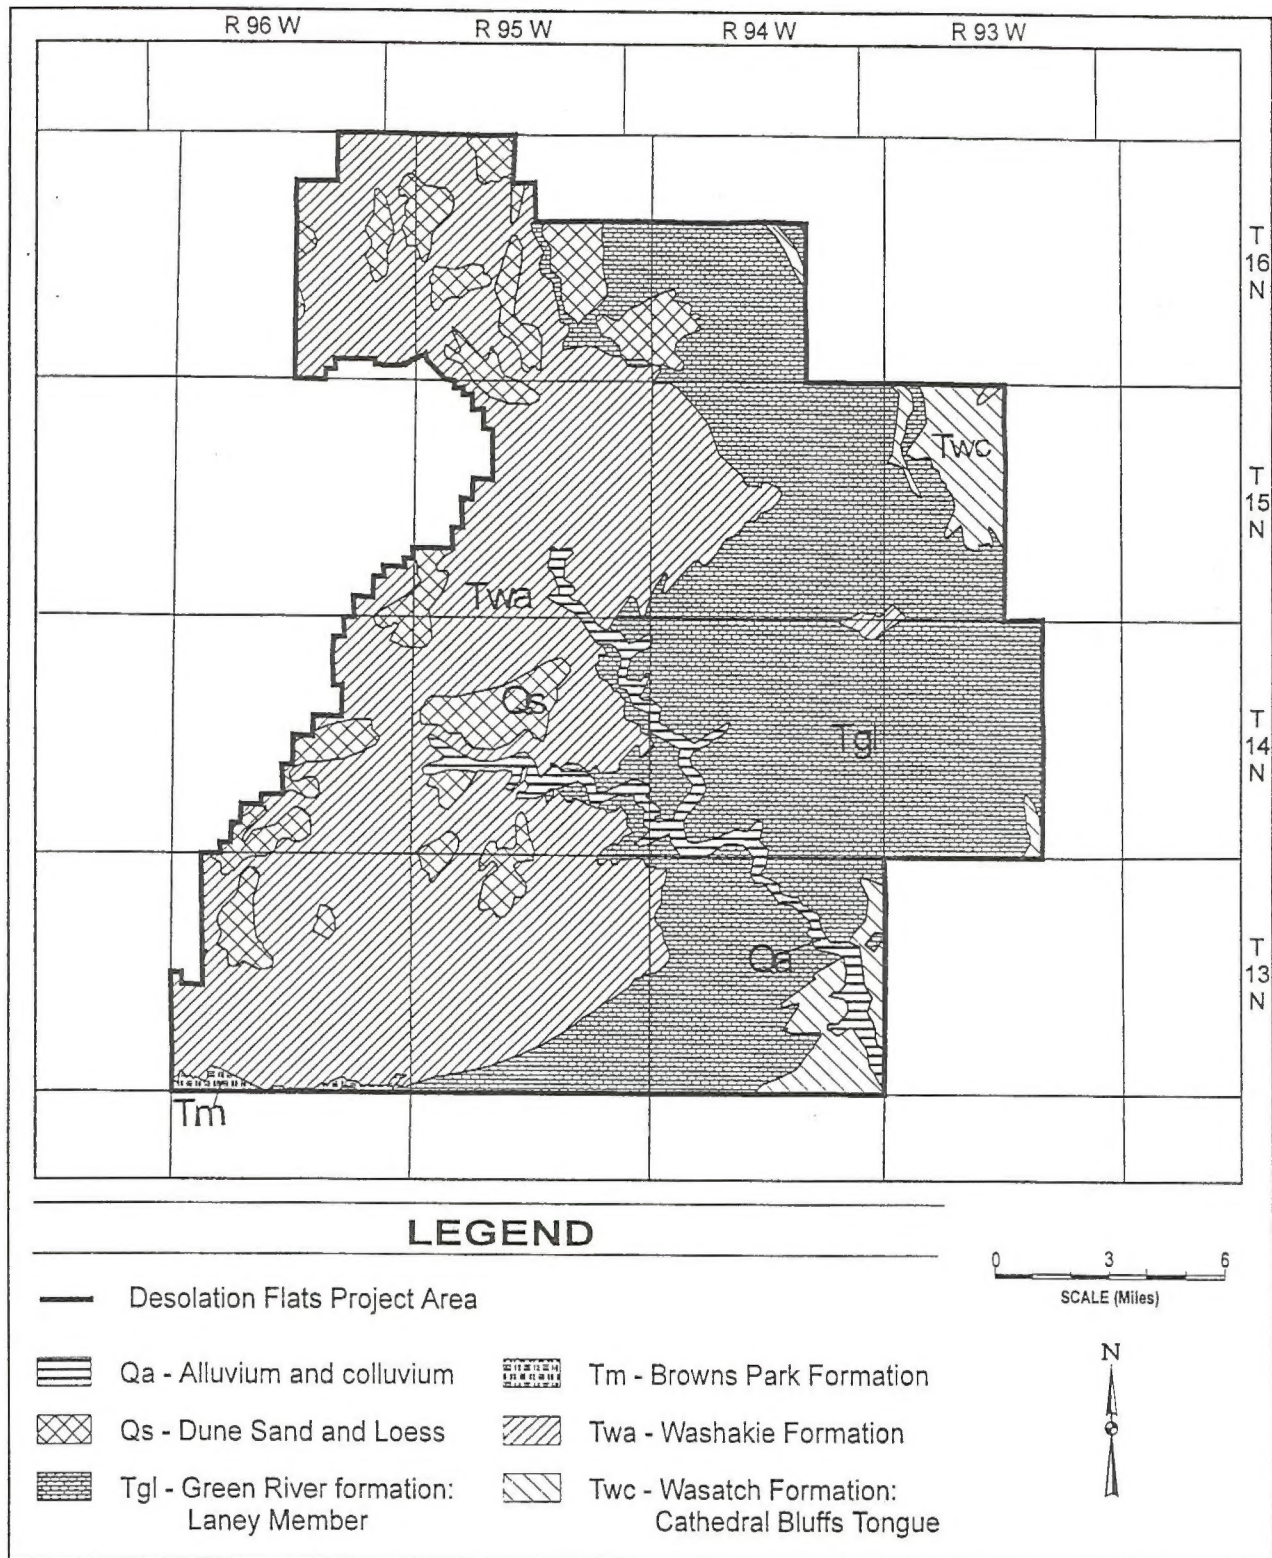 R 96 W R 95 W R 94 W R 93 W
T
16
N
Twc
T
15
N
Twa
Qs
Tgl
T
14
N
Qa
T
13
N
Tm
LEGEND
Desolation Flats Project Area
0 3 6
SCALE (Miles)
Qa - Alluvium and colluvium
Tm - Browns Park Formation
Qs - Dune Sand and Loess
Twa - Washakie Formation
Tgl - Green River formation:
Laney Member
Twc - Wasatch Formation:
Cathedral Bluffs Tongue
N